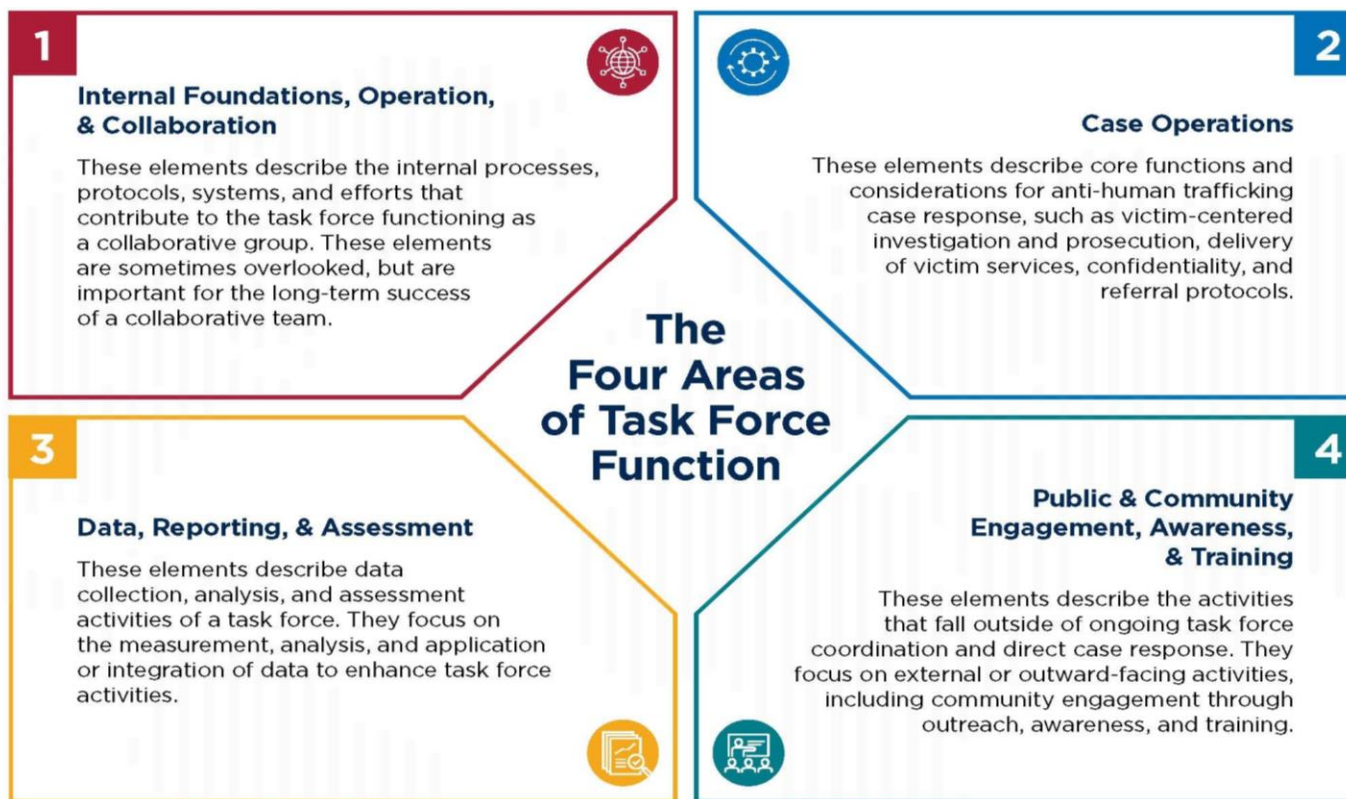 1
Internal Foundations, Operation,
& Collaboration
These elements describe the internal processes,
protocols, systems, and efforts that
contribute to the task force functioning as
a collaborative group. These elements
are sometimes overlooked, but are
important for the long-term success
of a collaborative team.
2
Case Operations
These elements describe core functions and
considerations for anti-human trafficking
case response, such as victim-centered
investigation and prosecution, delivery
of victim services, confidentiality, and
referral protocols.
The
Four Areas
of Task Force
Function
3
Data, Reporting, & Assessment
These elements describe data
collection, analysis, and assessment
activities of a task force. They focus on
the measurement, analysis, and application
or integration of data to enhance task force
activities.
4
Public & Community
Engagement, Awareness,
& Training
These elements describe the activities
that fall outside of ongoing task force
coordination and direct case response. They
focus on external or outward-facing activities,
including community engagement through
outreach, awareness, and training.